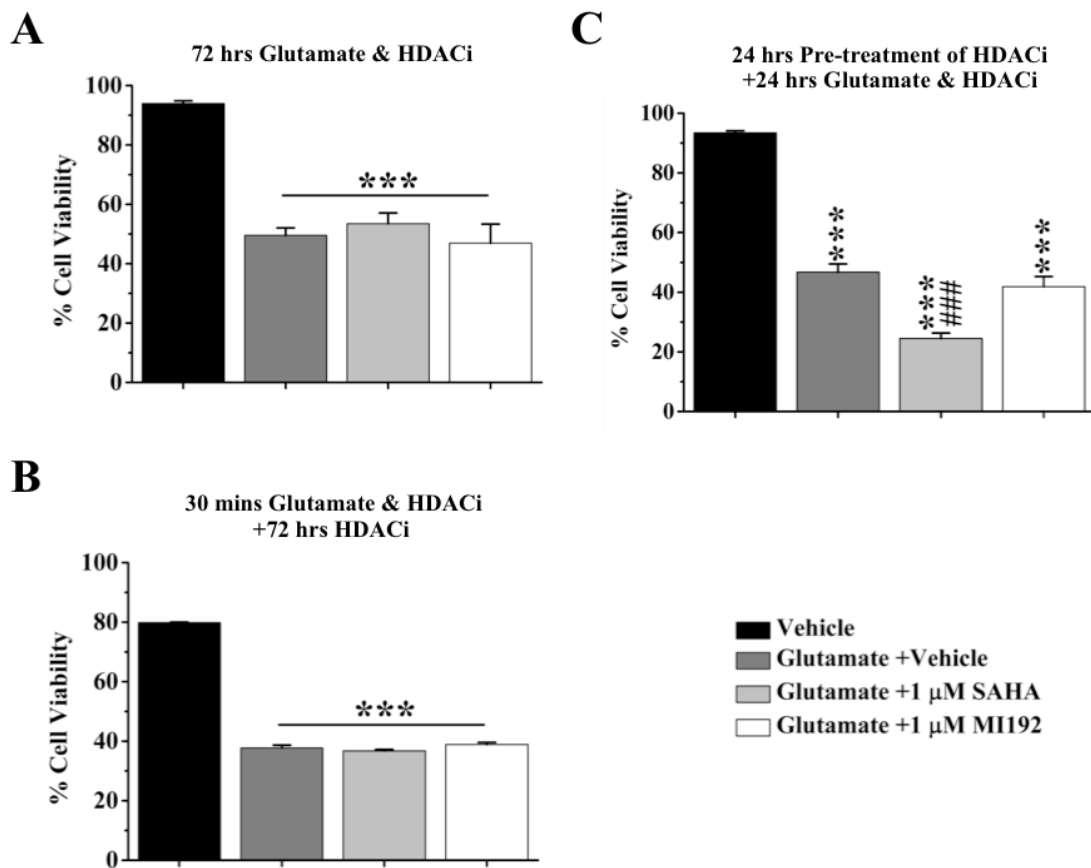 A
72 hrs Glutamate & HDACi
% Cell Viability
100
80
60
40
20
0
***
B
30 mins Glutamate & HDACi
+72 hrs HDACi
% Cell Viability
100
80
60
40
20
0
***
C
24 hrs Pre-treatment of HDACi
+24 hrs Glutamate & HDACi
% Cell Viability
100
80
60
40
20
0
***
***
###
***
Vehicle
Glutamate +Vehicle
Glutamate +1 μM SAHA
Glutamate +1 μM MI192